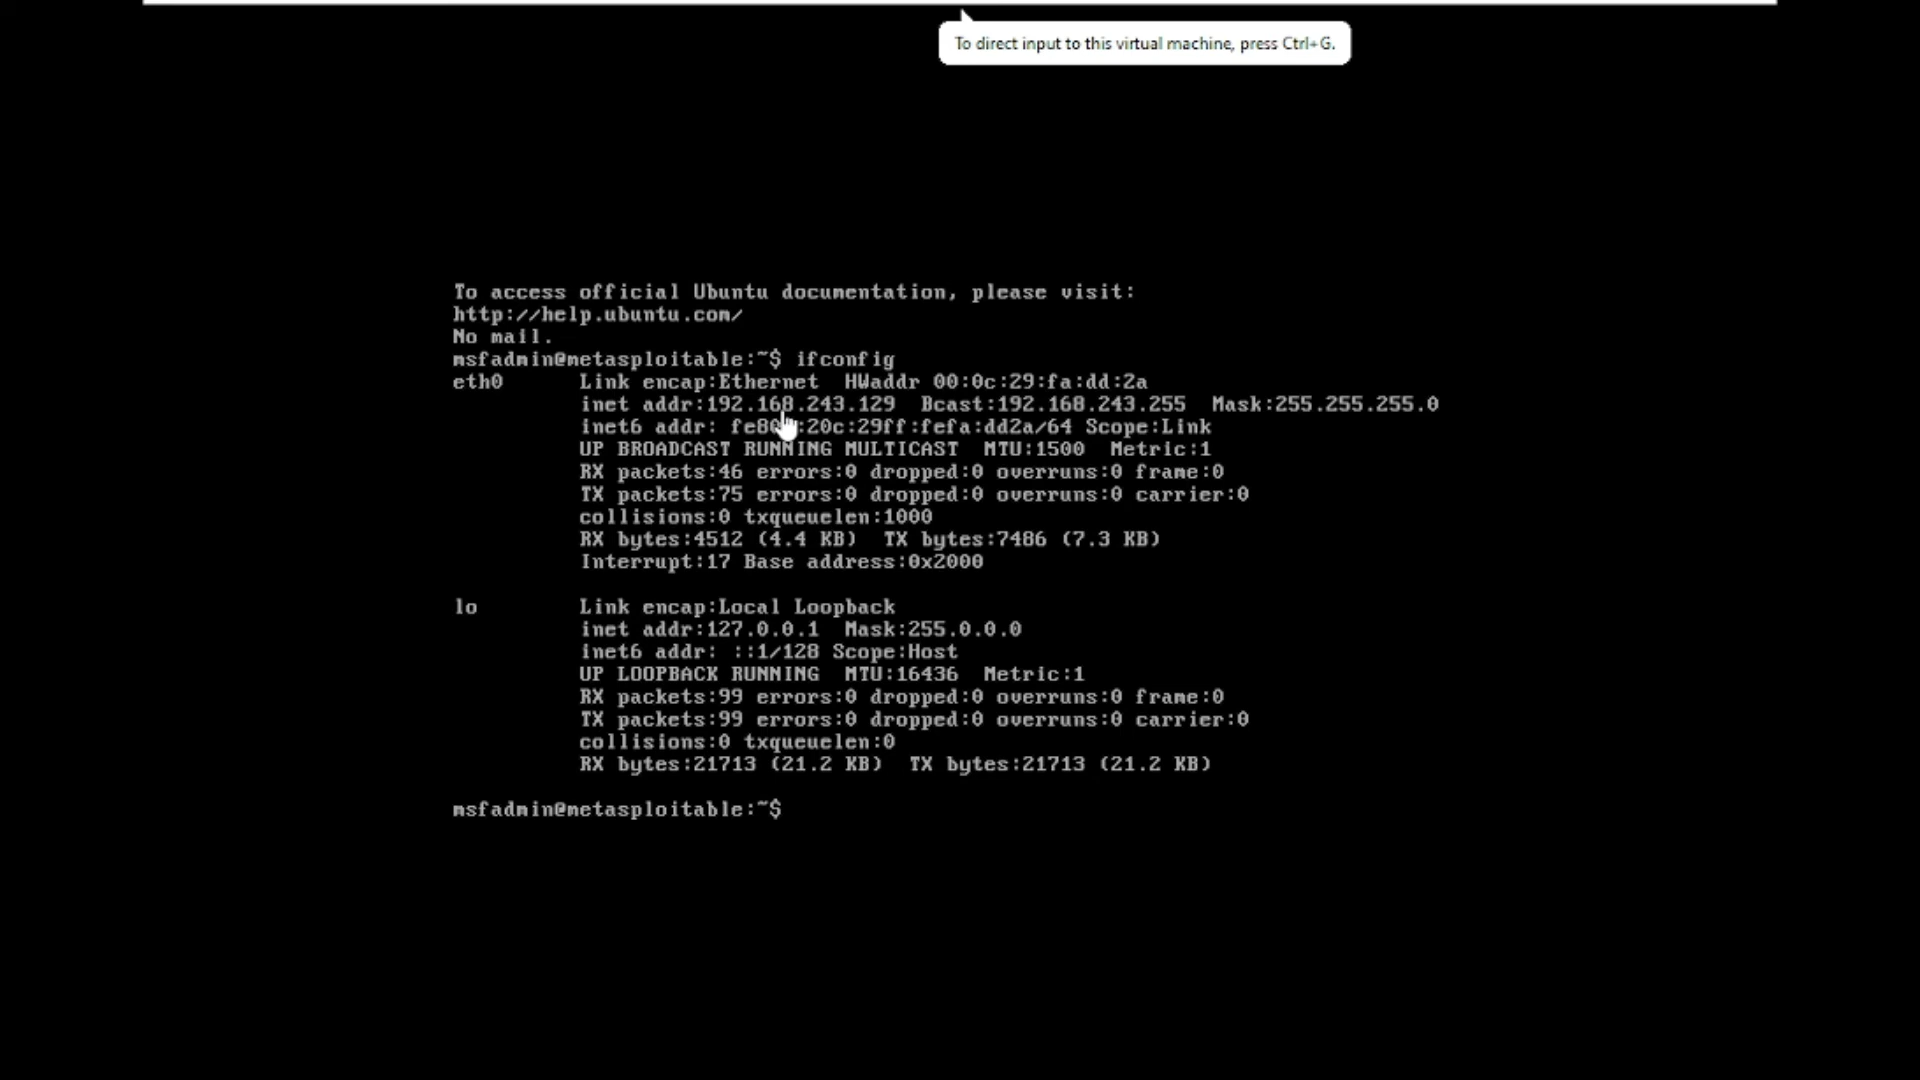 To direct input to this virtual machine, press Ctrl+G.
To access official Ubuntu documentation, please visit:
http://help.ubuntu.com/
No mail.
msfadmin@metasploitable:~$ ifconfig
eth0      Link encap:Ethernet  HWaddr 00:0c:29:fa:dd:2a
          inet addr:192.168.243.129  Bcast:192.168.243.255  Mask:255.255.255.0
          inet6 addr: fe80::20c:29ff:fefa:dd2a/64 Scope:Link
          UP BROADCAST RUNNING MULTICAST  MTU:1500  Metric:1
          RX packets:46 errors:0 dropped:0 overruns:0 frame:0
          TX packets:75 errors:0 dropped:0 overruns:0 carrier:0
          collisions:0 txqueuelen:1000
          RX bytes:4512 (4.4 KB)  TX bytes:7486 (7.3 KB)
          Interrupt:17 Base address:0x2000
lo        Link encap:Local Loopback
          inet addr:127.0.0.1  Mask:255.0.0.0
          inet6 addr: ::1/128 Scope:Host
          UP LOOPBACK RUNNING  MTU:16436  Metric:1
          RX packets:99 errors:0 dropped:0 overruns:0 frame:0
          TX packets:99 errors:0 dropped:0 overruns:0 carrier:0
          collisions:0 txqueuelen:0
          RX bytes:21713 (21.2 KB)  TX bytes:21713 (21.2 KB)
msfadmin@metasploitable:~$